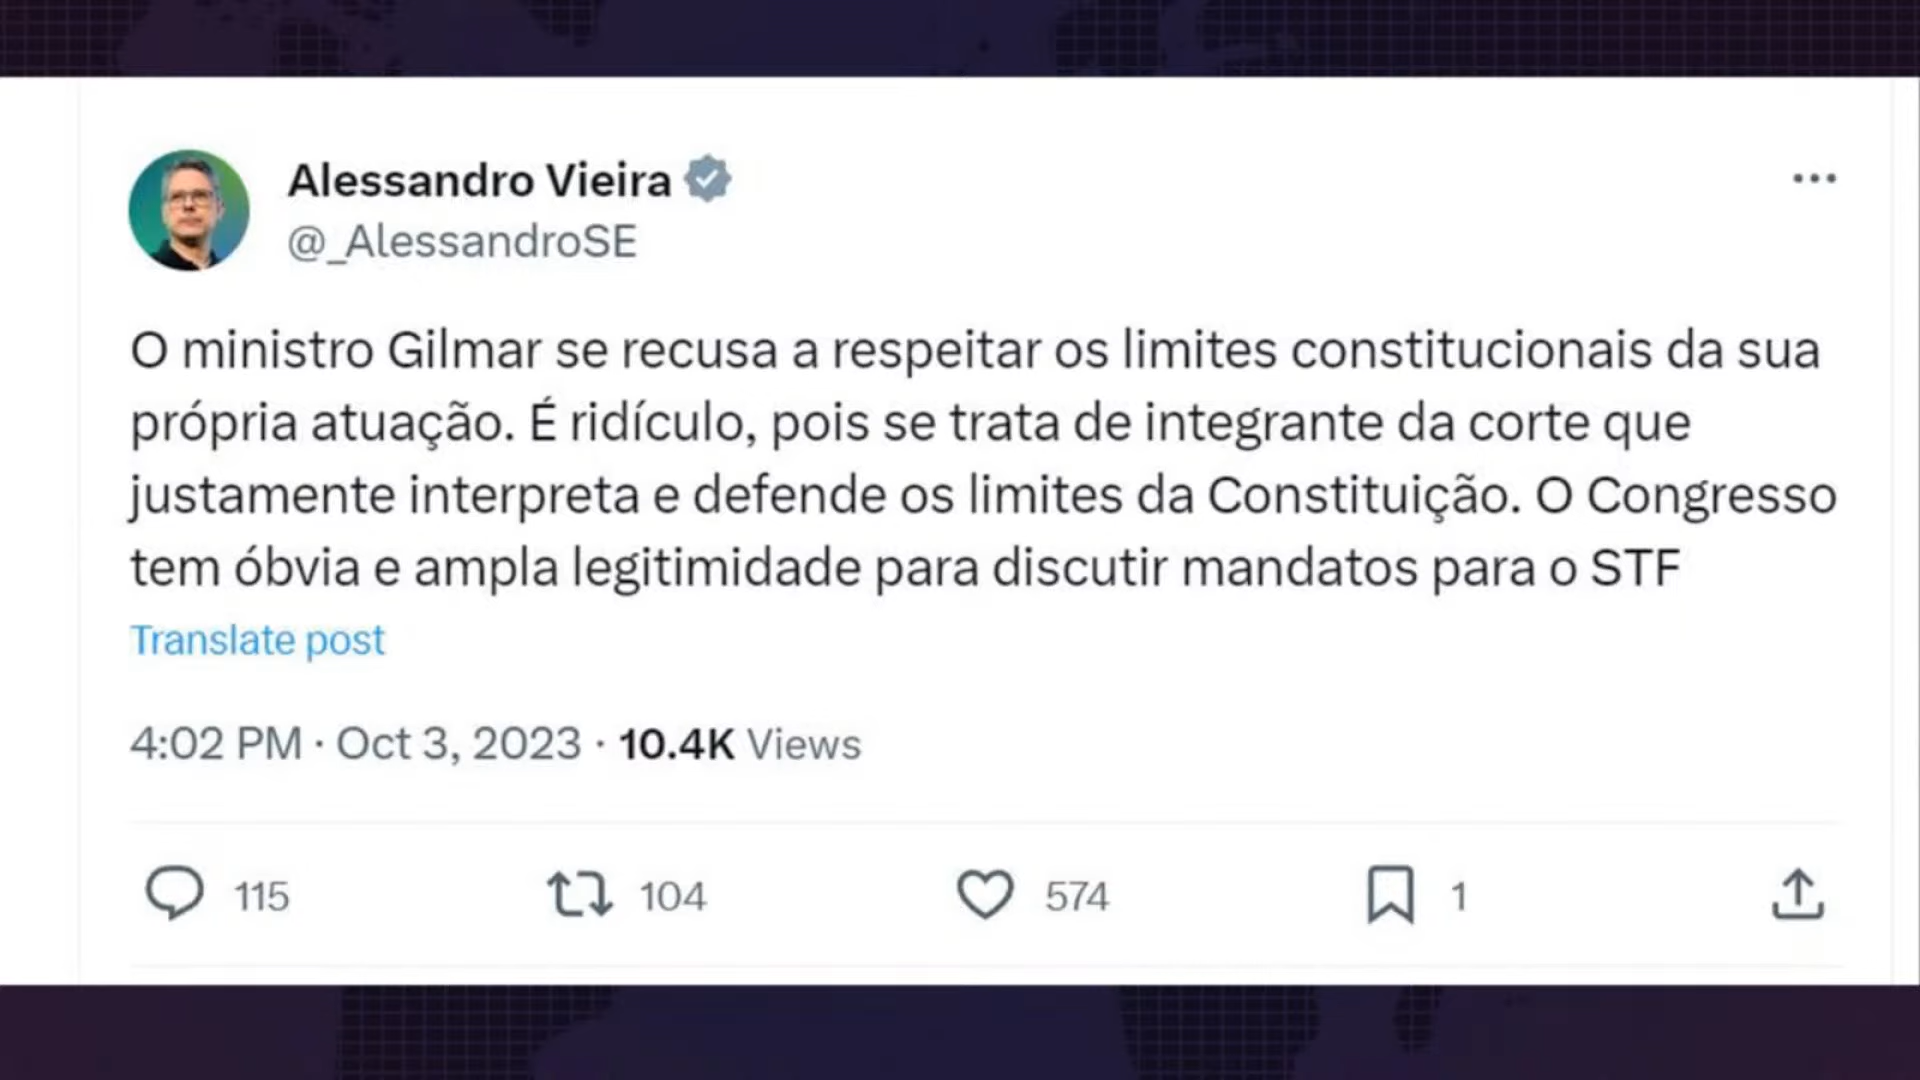 Alessandro Vieira
@_AlessandroSE
O ministro Gilmar se recusa a respeitar os limites constitucionais da sua
própria atuação. É ridículo, pois se trata de integrante da corte que
justamente interpreta e defende os limites da Constituição. O Congresso
tem óbvia e ampla legitimidade para discutir mandatos para o STF
Translate post
4:02 PM · Oct 3, 2023 · 10.4K Views
115 104 574 1